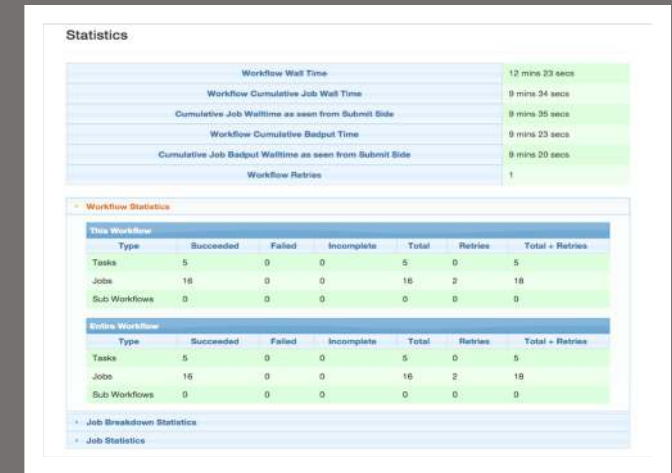 Statistics
Workflow Wall Time 12 mins 23 secs
Workflow Cumulative Job Wall Time 9 mins 34 secs
Cumulative Job Walltime as seen from Submit Side 9 mins 35 secs
Workflow Cumulative Badput Time 9 mins 23 secs
Cumulative Job Badput Walltime as seen from Submit Side 9 mins 20 secs
Workflow Retries 1
Workflow Statistics
This Workflow
Type Succeeded Failed Incomplete Total Retries Total + Retries
Tasks 5 0 0 5 0 5
Jobs 16 0 0 16 2 18
Sub Workflows 0 0 0 0 0 0
Entire Workflow
Type Succeeded Failed Incomplete Total Retries Total + Retries
Tasks 5 0 0 5 0 5
Jobs 16 0 0 16 2 18
Sub Workflows 0 0 0 0 0 0
Job Breakdown Statistics
Job Statistics